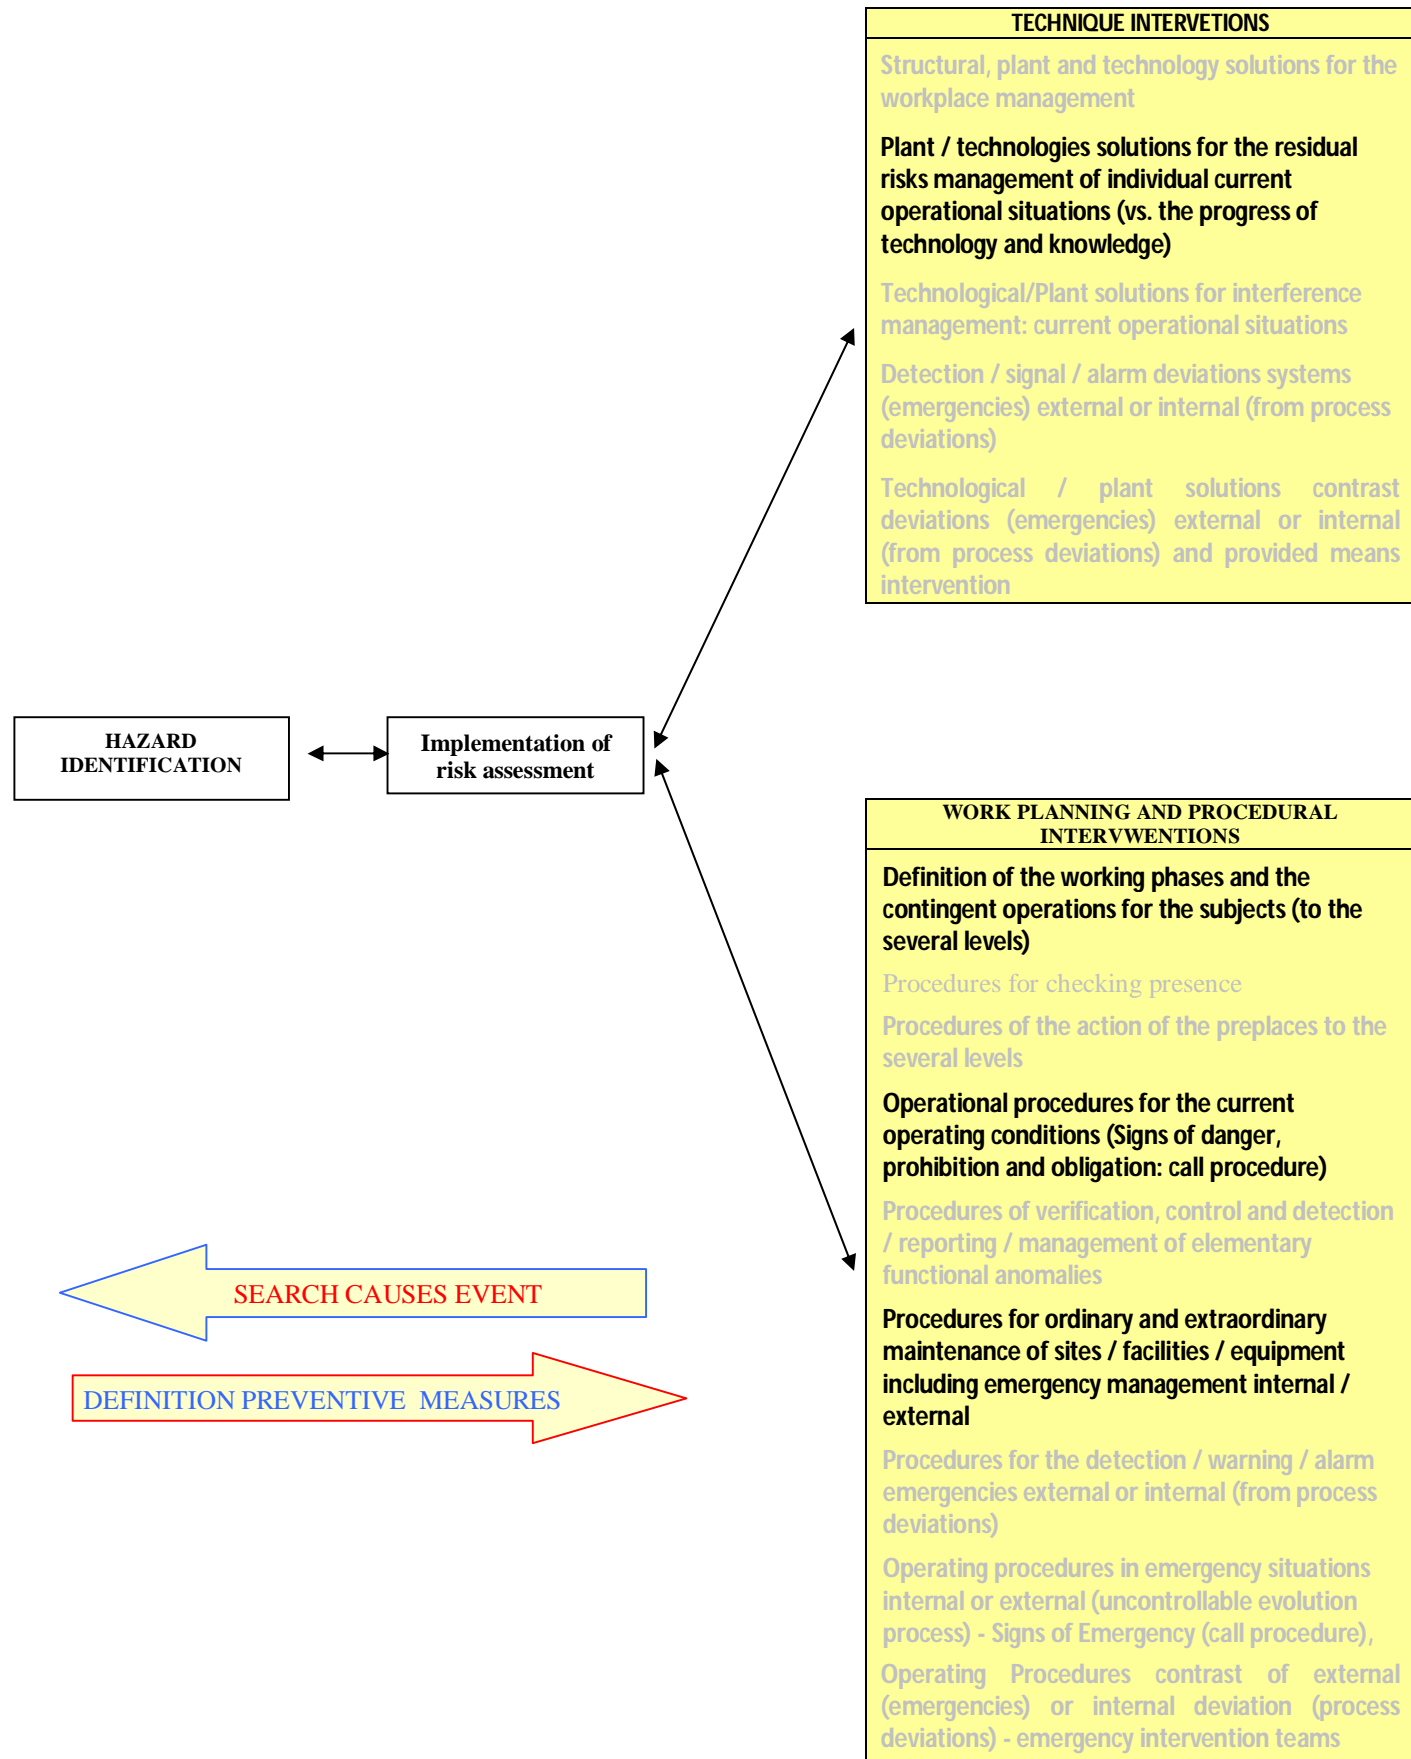 TECHNIQUE INTERVETIONS
Structural, plant and technology solutions for the
workplace management
Plant / technologies solutions for the residual
risks management of individual current
operational situations (vs. the progress of
technology and knowledge)
Technological/Plant solutions for interference
management: current operational situations
Detection / signal / alarm deviations systems
(emergencies) external or internal (from process
deviations)
Technological / plant solutions contrast
deviations (emergencies) external or internal
(from process deviations) and provided means
intervention
HAZARD
IDENTIFICATION
Implementation of
risk assessment
WORK PLANNING AND PROCEDURAL
INTERVWENTIONS
Definition of the working phases and the
contingent operations for the subjects (to the
several levels)
Procedures for checking presence
Procedures of the action of the preplaces to the
several levels
Operational procedures for the current
operating conditions (Signs of danger,
prohibition and obligation: call procedure)
Procedures of verification, control and detection
/ reporting / management of elementary
functional anomalies
Procedures for ordinary and extraordinary
maintenance of sites / facilities / equipment
including emergency management internal /
external
Procedures for the detection / warning / alarm
emergencies external or internal (from process
deviations)
Operating procedures in emergency situations
internal or external (uncontrollable evolution
process) - Signs of Emergency (call procedure),
Operating Procedures contrast of external
(emergencies) or internal deviation (process
deviations) - emergency intervention teams
SEARCH CAUSES EVENT
DEFINITION PREVENTIVE MEASURES